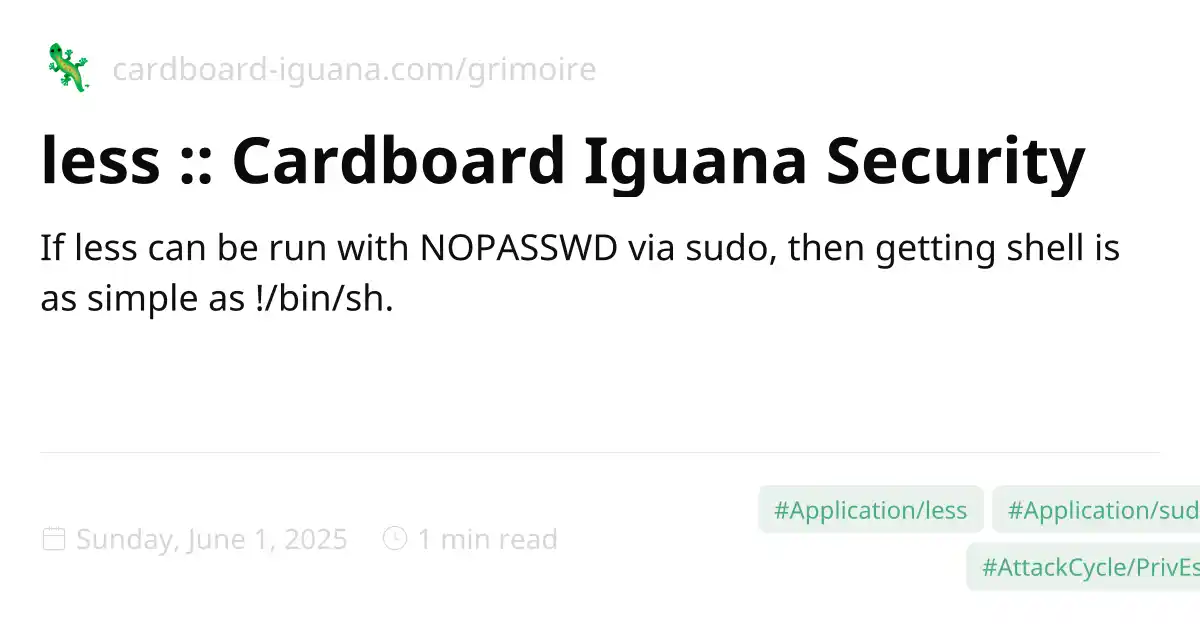 cardboard-iguana.com/grimoire
less :: Cardboard Iguana Security
If less can be run with NOPASSWD via sudo, then getting shell is
as simple as !/bin/sh.
#Application/less #Application/sud
Sunday, June 1, 2025 1 min read
#AttackCycle/PrivEs